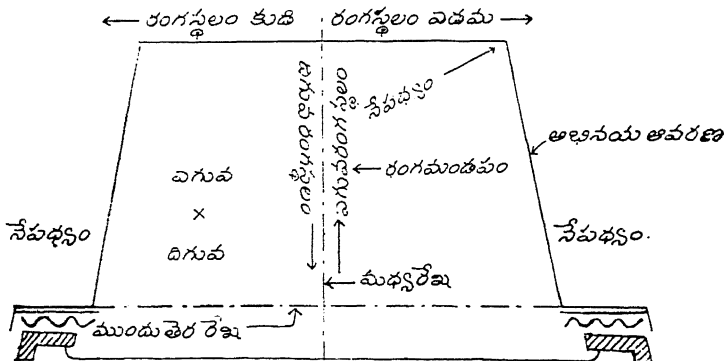 రంగస్థలం కుడి
రంగస్థలం ఎడమ
దిగువ రంగస్థలం
ఎగువరంగస్థలం
నేపథ్యం
అభినయ ఆవరణ
రంగమండపం
ఎగువ
×
దిగువ
నేపథ్యం
నేపథ్యం.
మధ్యరేఖ
ముందుతెర రేఖ